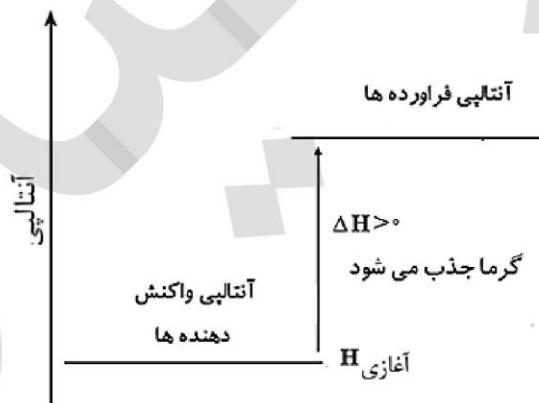 آنتالپی فراورده ها
آنتالپی
ΔH>۰
گرما جذب می شود
آنتالپی واکنش
دهنده ها
H آغازی